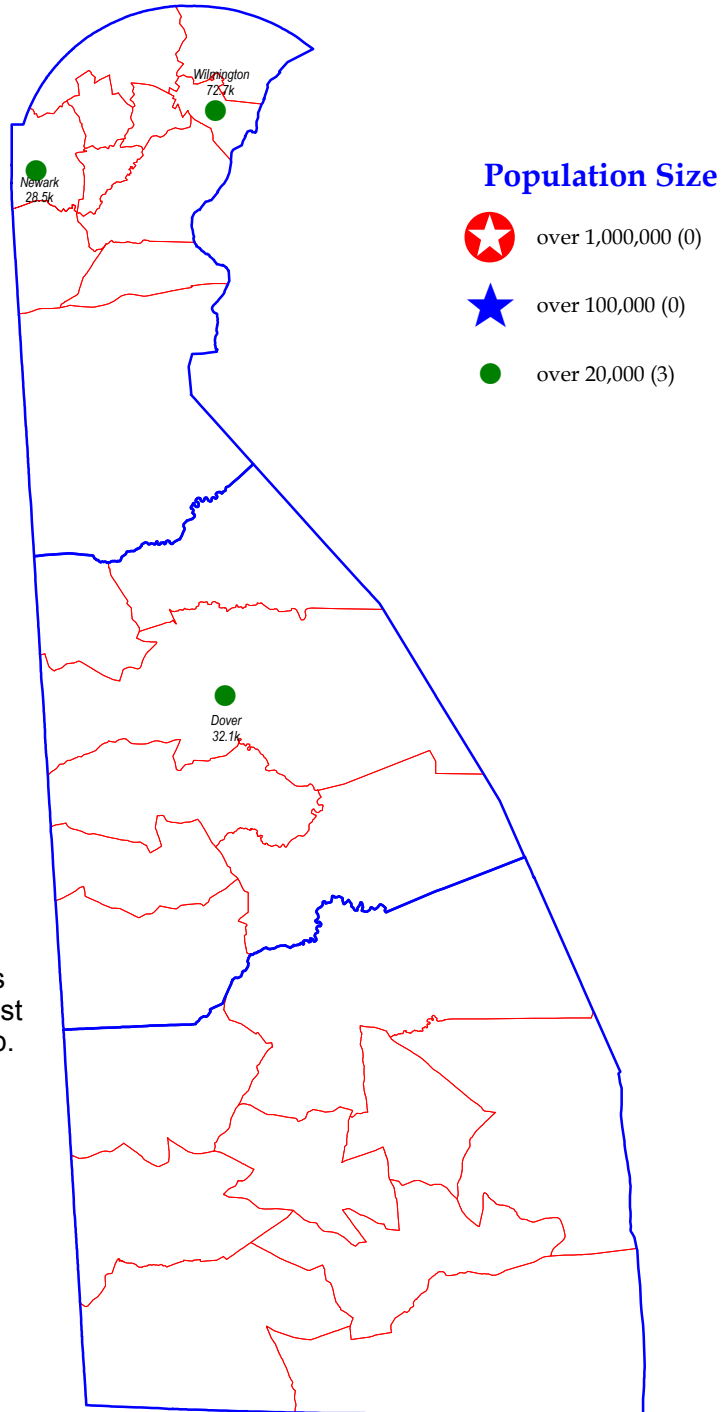 Wilmington
72.7k
Newark
28.5k
Population Size
over 1,000,000 (0)
over 100,000 (0)
over 20,000 (3)
Dover
32.1k
s
st
o.